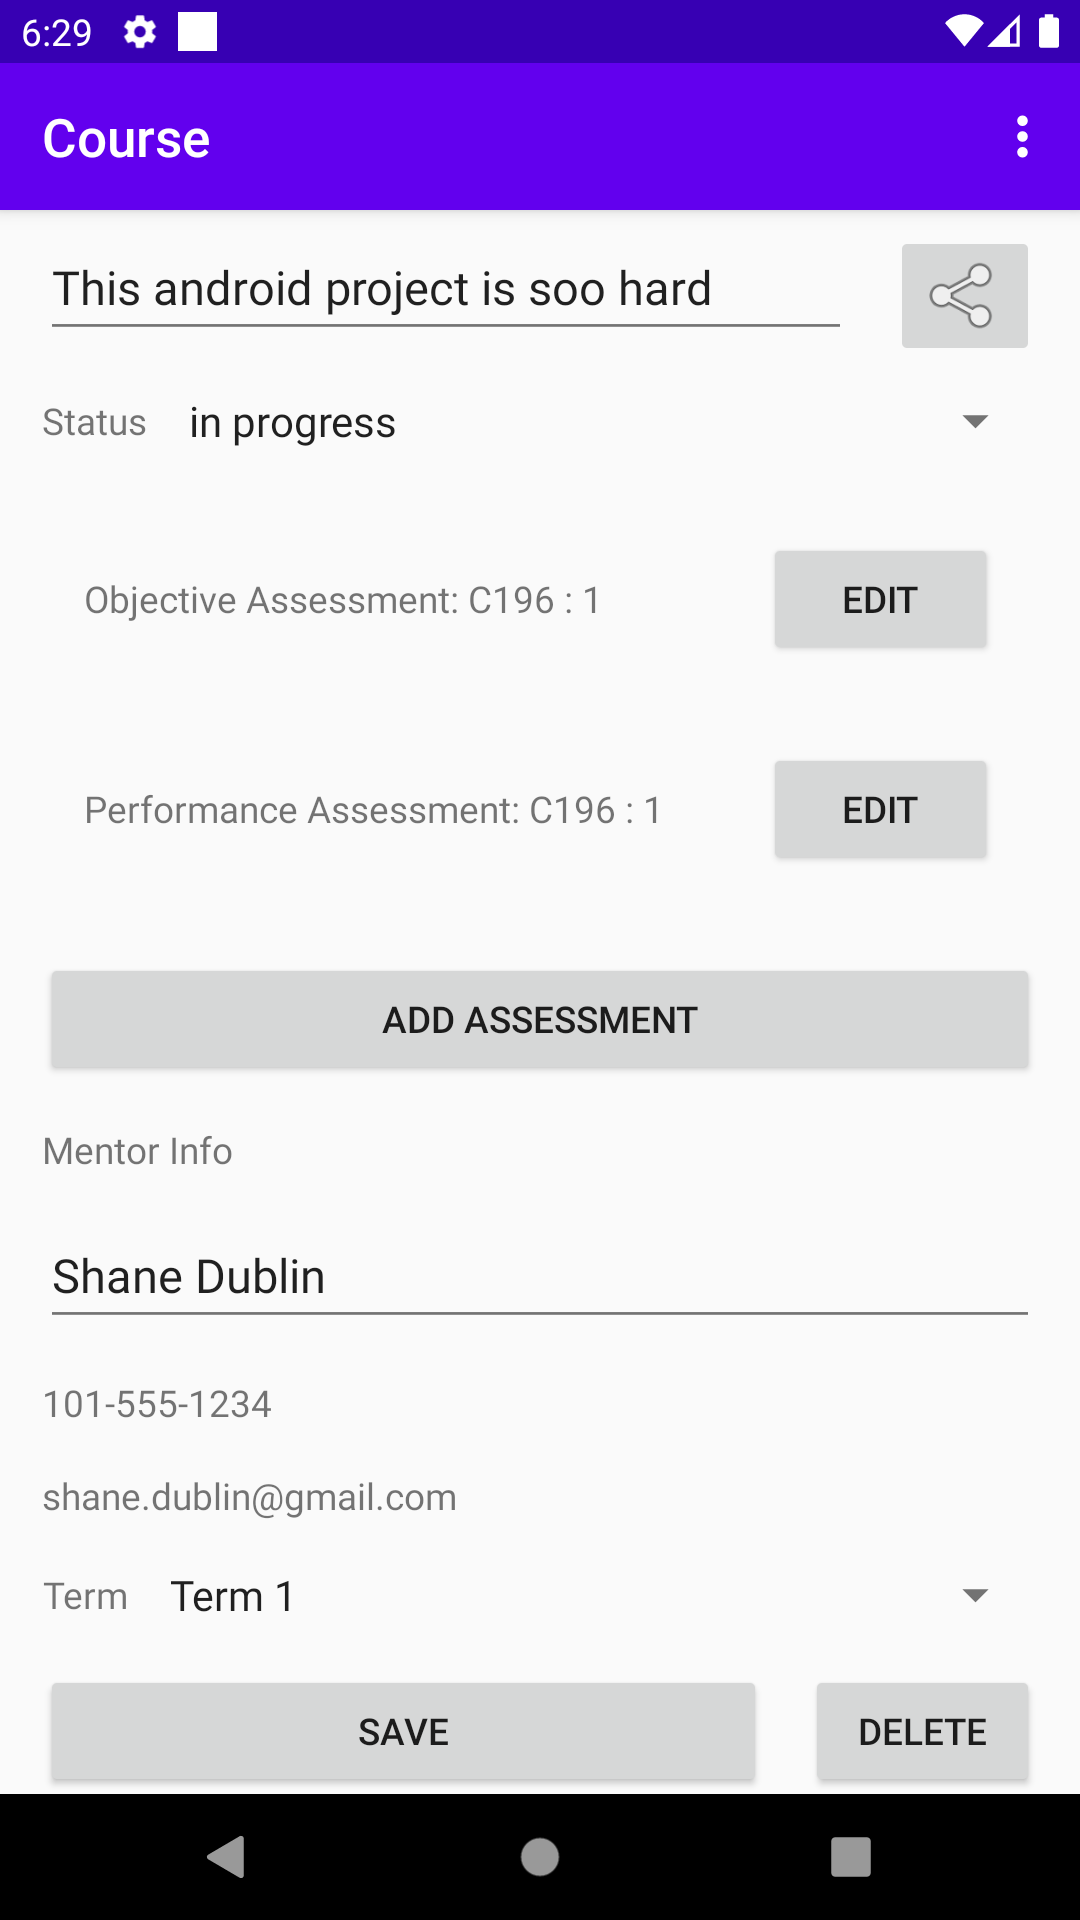 6:29
Course
This android project is soo hard
Status in progress
Objective Assessment: C196 : 1 EDIT
Performance Assessment: C196 : 1 EDIT
ADD ASSESSMENT
Mentor Info
Shane Dublin
101-555-1234
shane.dublin@gmail.com
Term Term 1
SAVE DELETE